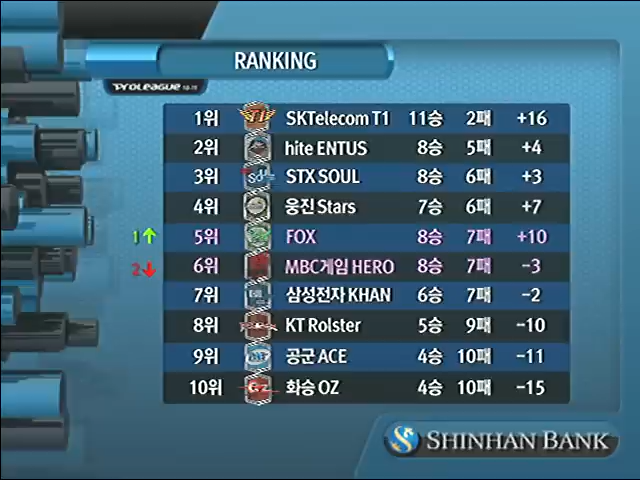 RANKING
PROLEAGUE 10-11
1위 SKTelecom T1 11승 2패 +16
2위 hite ENTUS 8승 5패 +4
3위 STX SOUL 8승 6패 +3
4위 웅진 Stars 7승 6패 +7
1↑ 5위 FOX 8승 7패 +10
2↓ 6위 MBC게임 HERO 8승 7패 -3
7위 삼성전자 KHAN 6승 7패 -2
8위 KT Rolster 5승 9패 -10
9위 공군 ACE 4승 10패 -11
10위 화승 OZ 4승 10패 -15
SHINHAN BANK